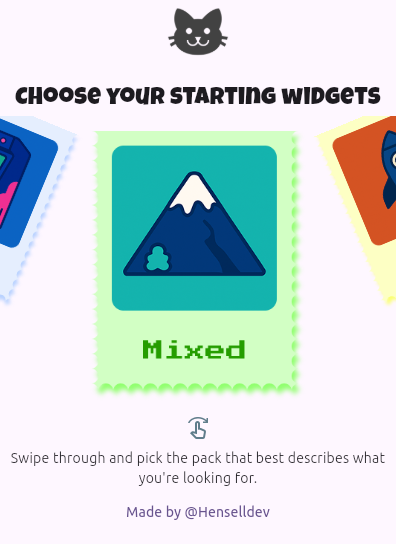 Choose your starting widgets
Mixed
Swipe through and pick the pack that best describes what
you're looking for.
Made by @Henselldev